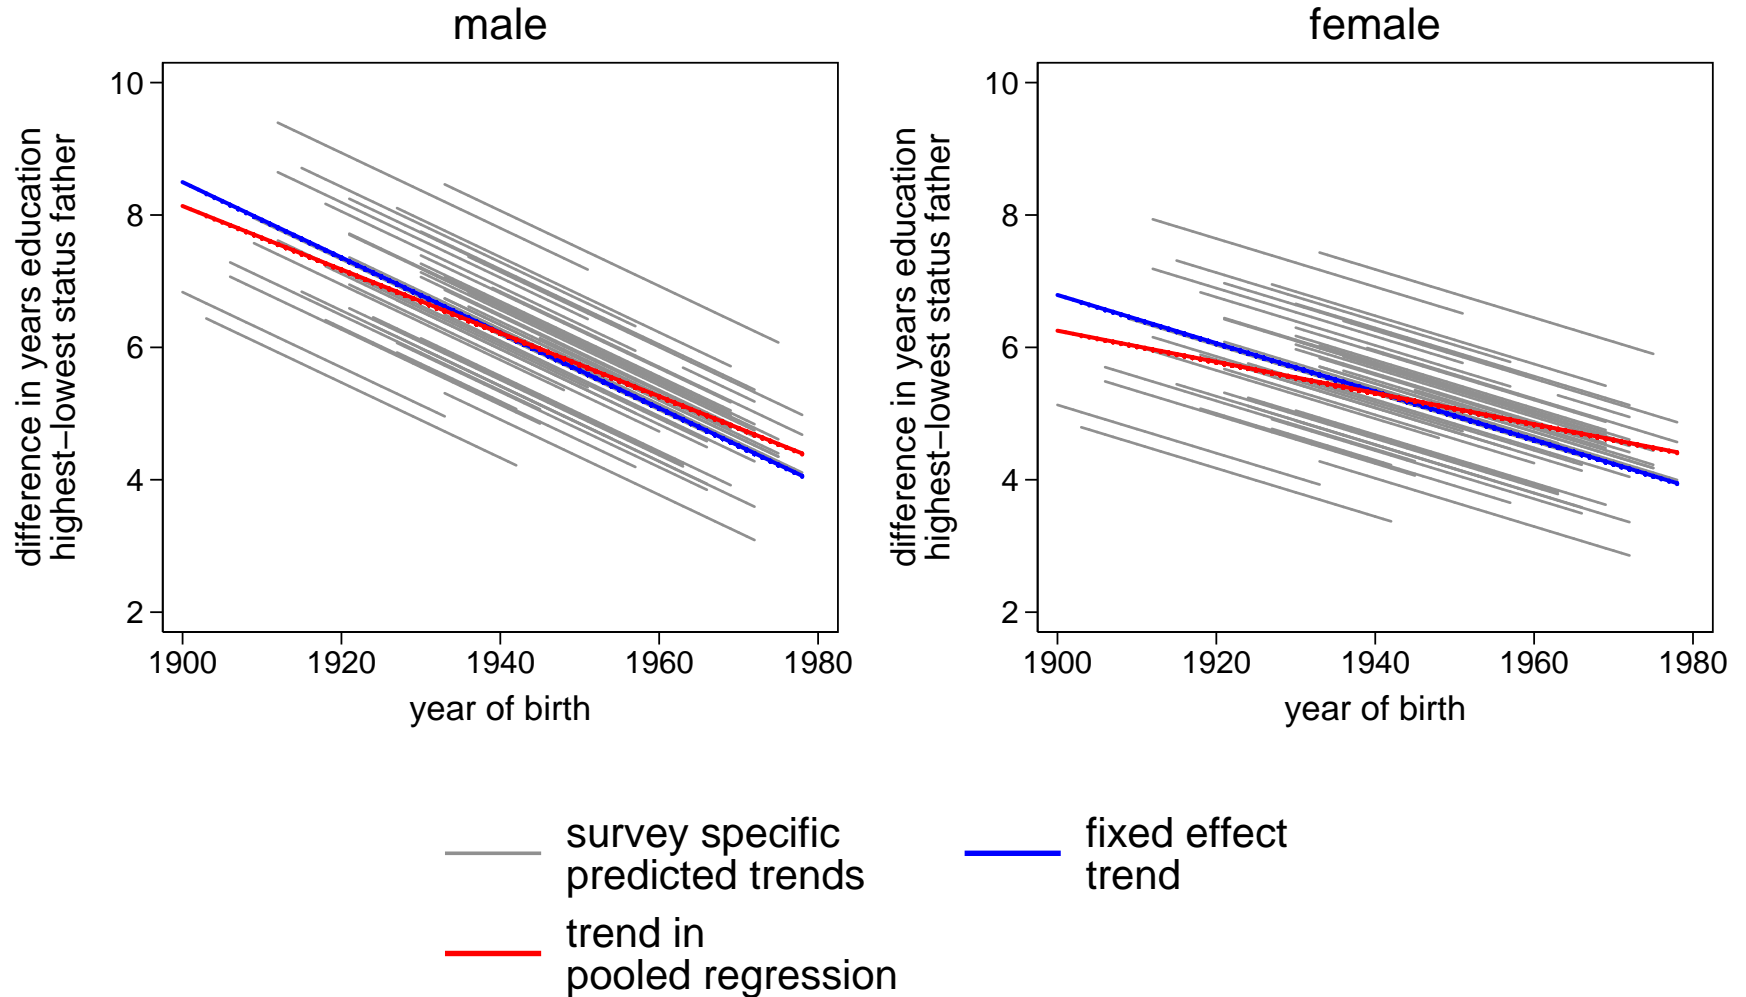 male
female
difference in years education
highest–lowest status father
10
8
6
4
2
1900
1920
1940
1960
1980
year of birth
difference in years education
highest–lowest status father
10
8
6
4
2
1900
1920
1940
1960
1980
year of birth
survey specific
predicted trends
fixed effect
trend
trend in
pooled regression